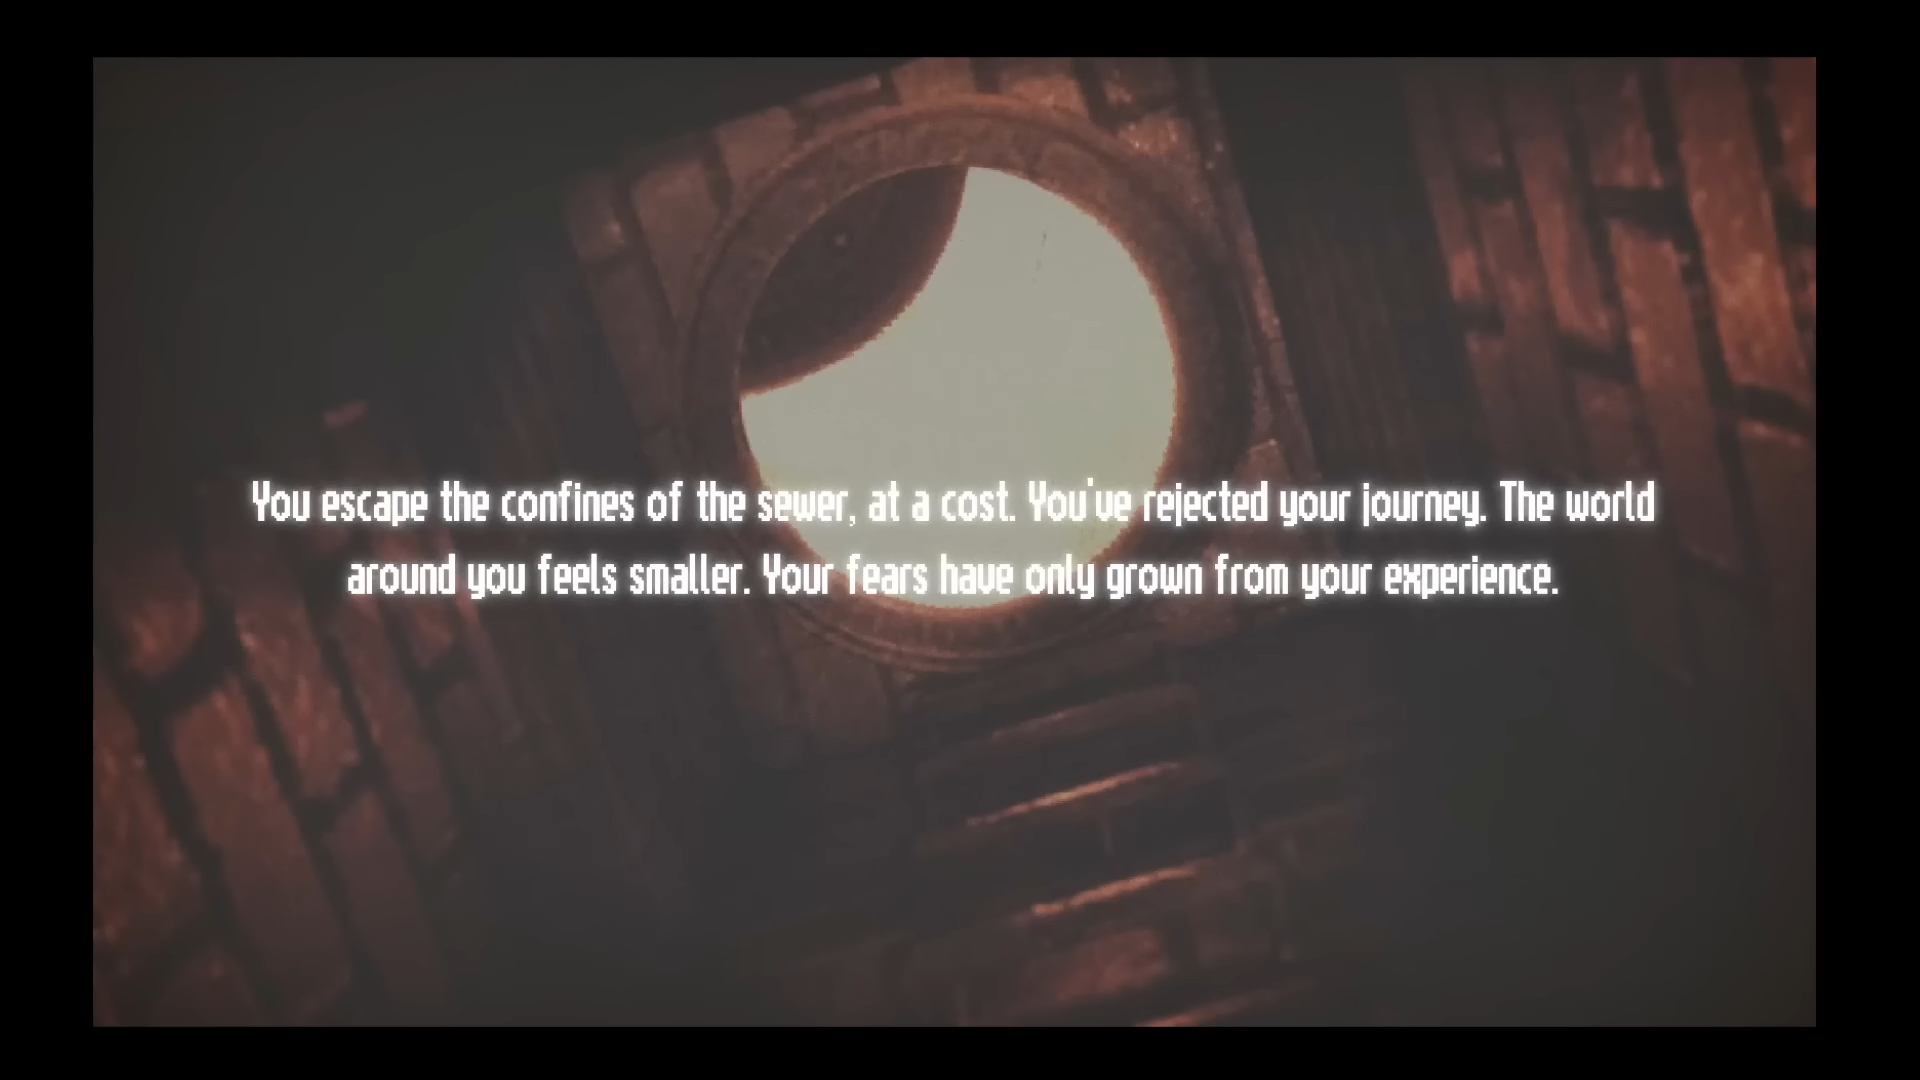 You escape the confines of the sewer, at a cost. You've rejected your journey. The world
around you feels smaller. Your fears have only grown from your experience.